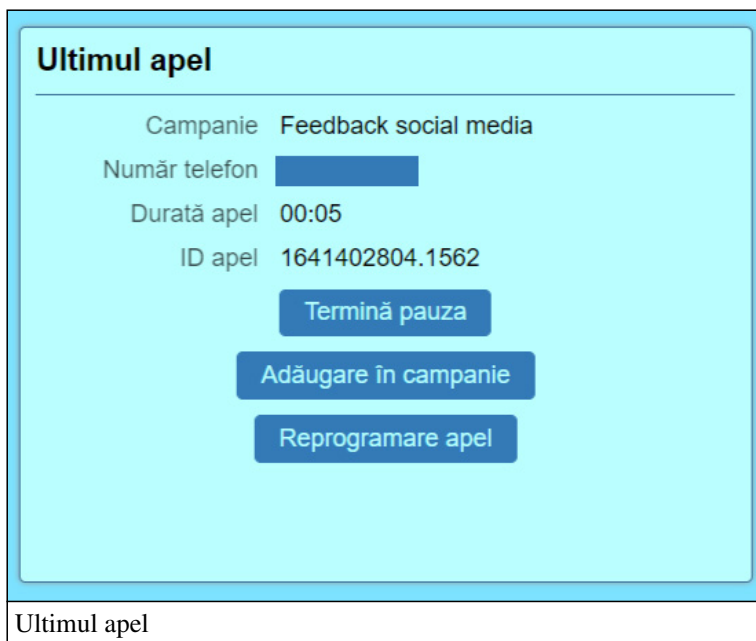 Ultimul apel
Campanie Feedback social media
Număr telefon
Durată apel 00:05
ID apel 1641402804.1562
Termină pauza
Adăugare în campanie
Reprogramare apel
Ultimul apel